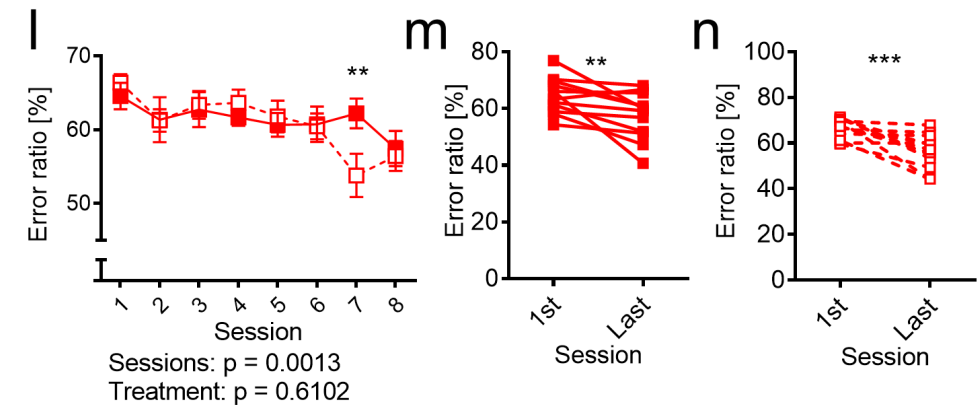 l
Error ratio [%]
70
60
50
**
1 2 3 4 5 6 7 8
Session
Sessions: p = 0.0013
Treatment: p = 0.6102
m
Error ratio [%]
80
60
40
20
0
**
1st Last
Session
n
Error ratio [%]
100
80
60
40
20
0
***
1st Last
Session